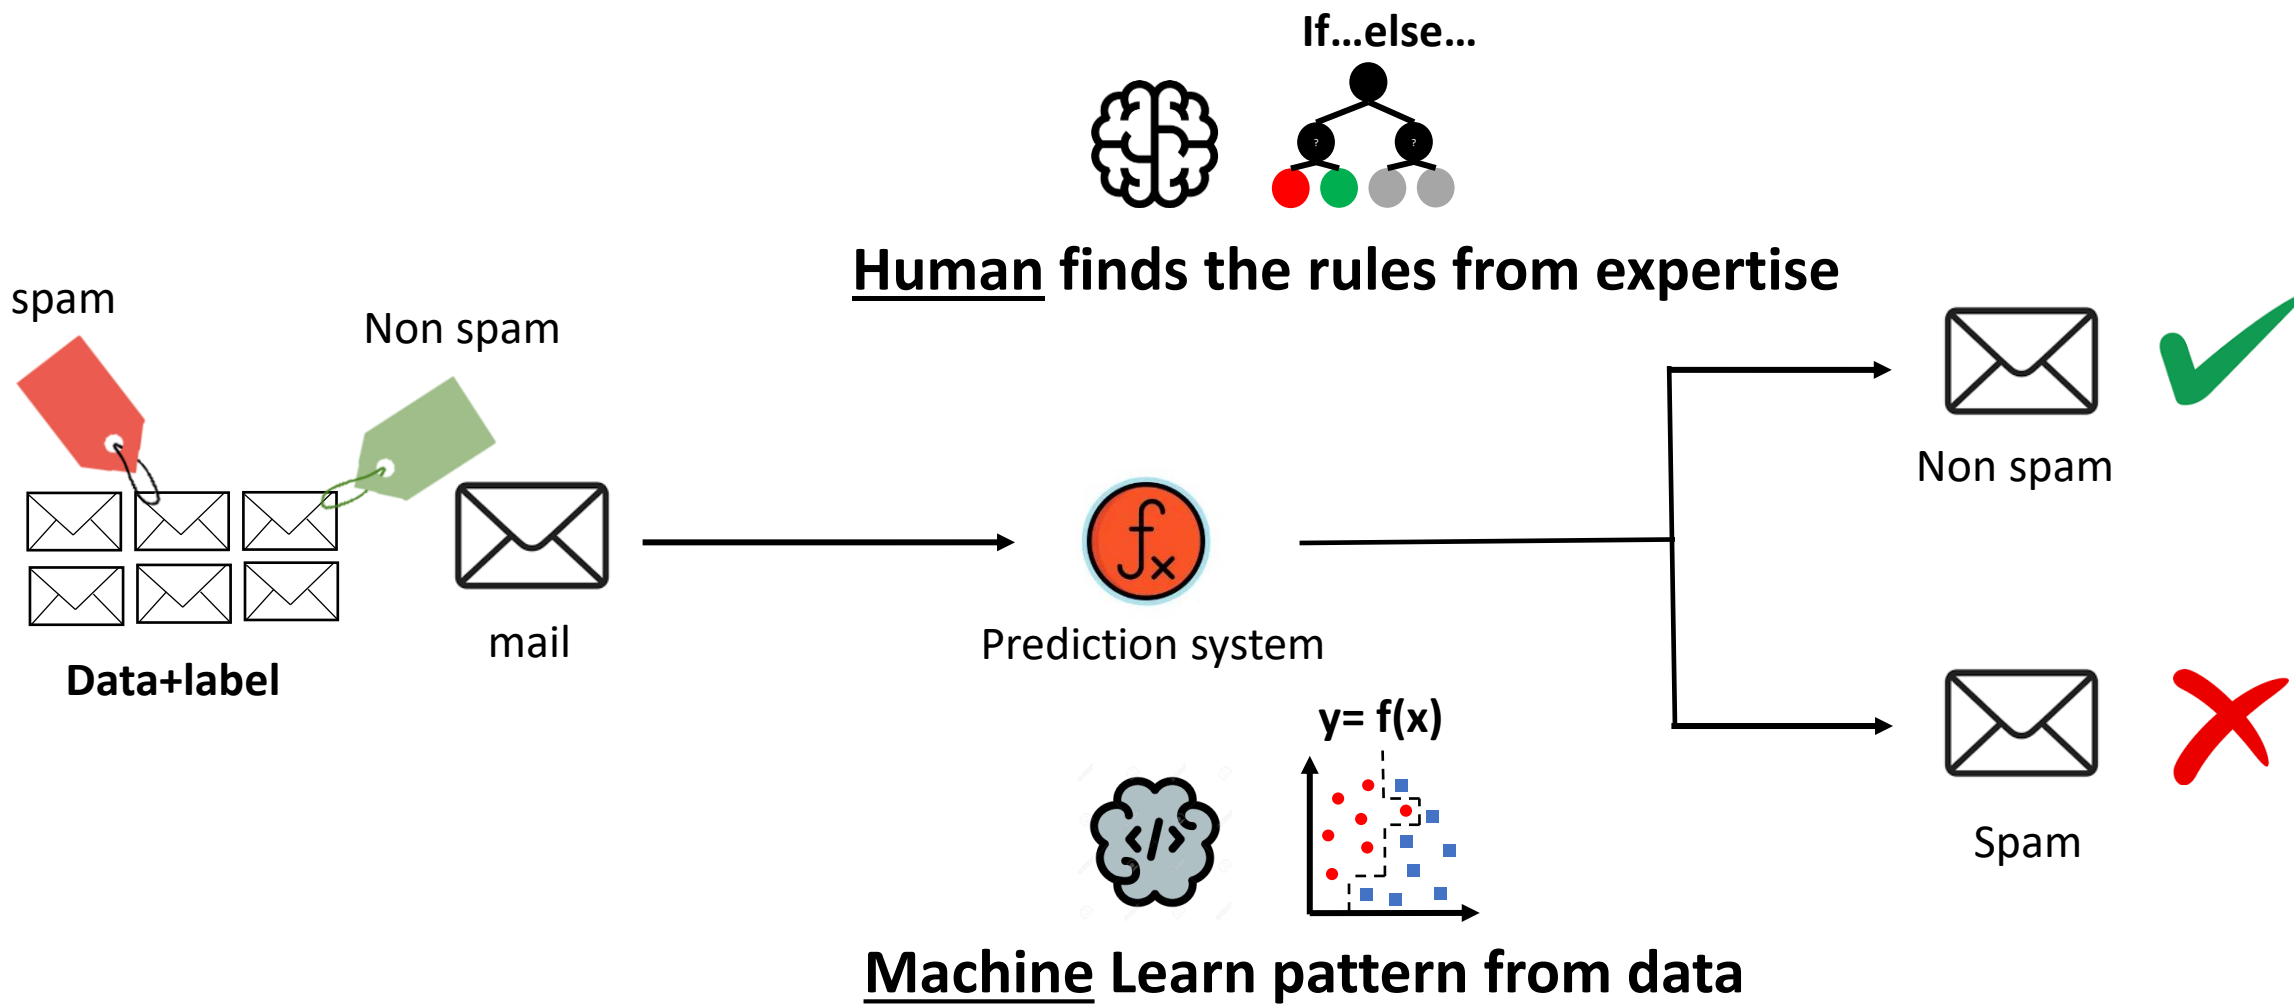 If...else...
?
?
Human finds the rules from expertise
spam
Non spam
Non spam
fx
mail
Prediction system
Data+label
y= f(x)
</>
Spam
Machine Learn pattern from data